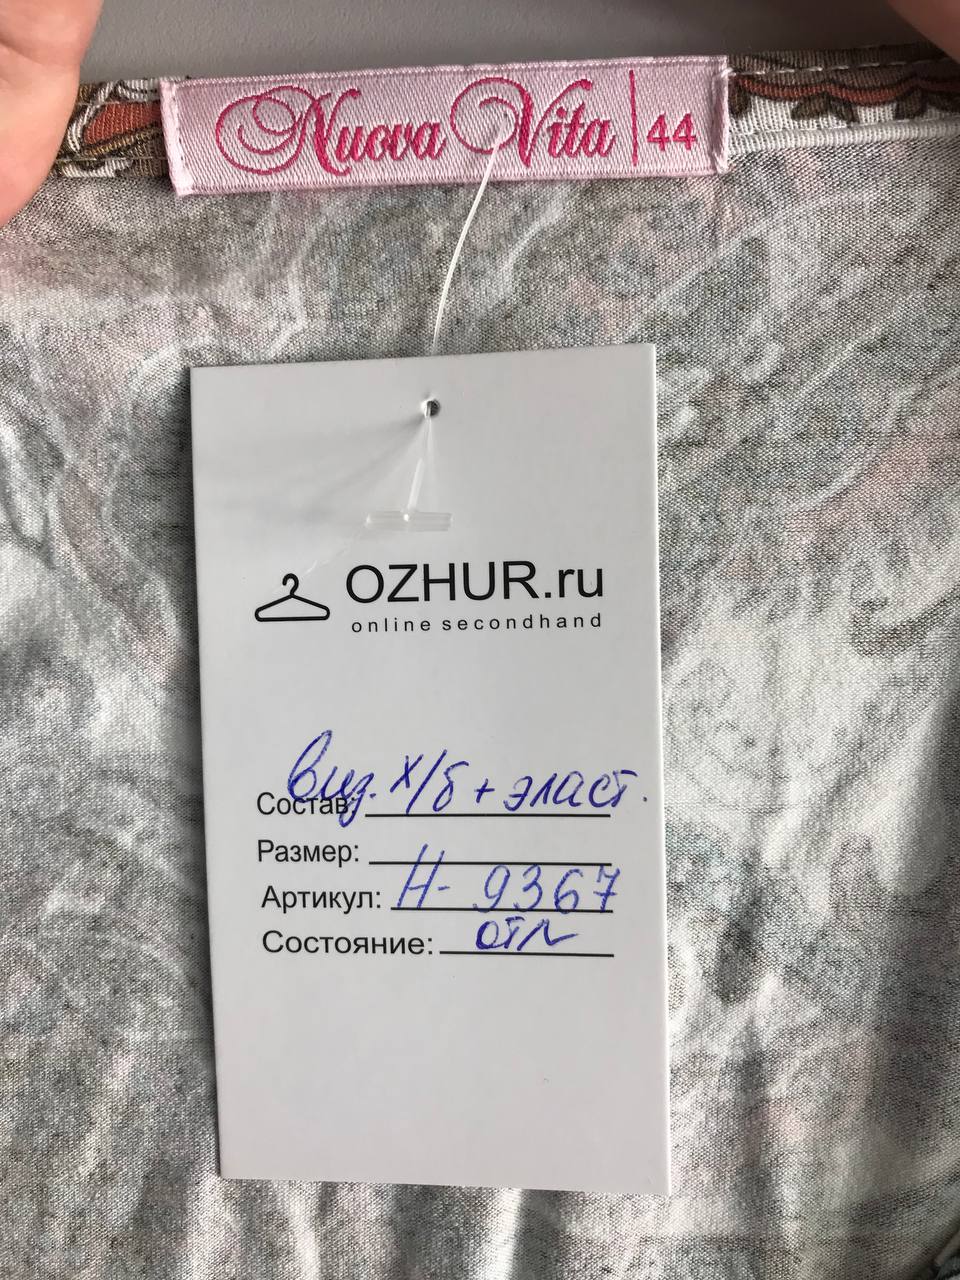 Nuova Vita 44
OZHUR.ru
online secondhand
Состав: виз. х/б + эласт.
Размер:
Артикул: Н- 9367
Состояние: отл